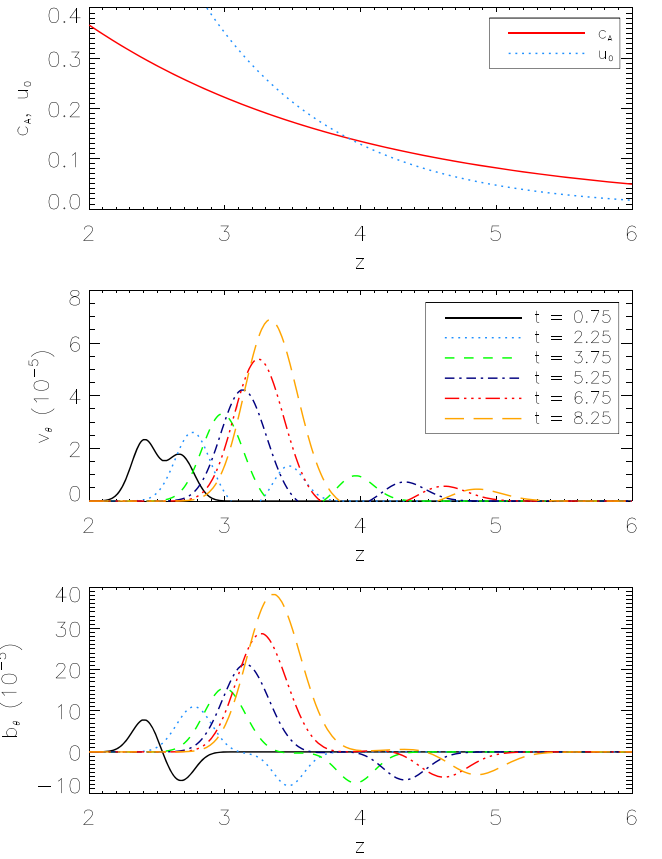 0.4
0.3
0.2
0.1
0.0
c_A, u_0
c_A
u_0
2 3 4 5 6
z
8
6
4
2
0
v_θ (10^-5)
t = 0.75
t = 2.25
t = 3.75
t = 5.25
t = 6.75
t = 8.25
2 3 4 5 6
z
40
30
20
10
0
10
b_θ (10^-5)
2 3 4 5 6
z